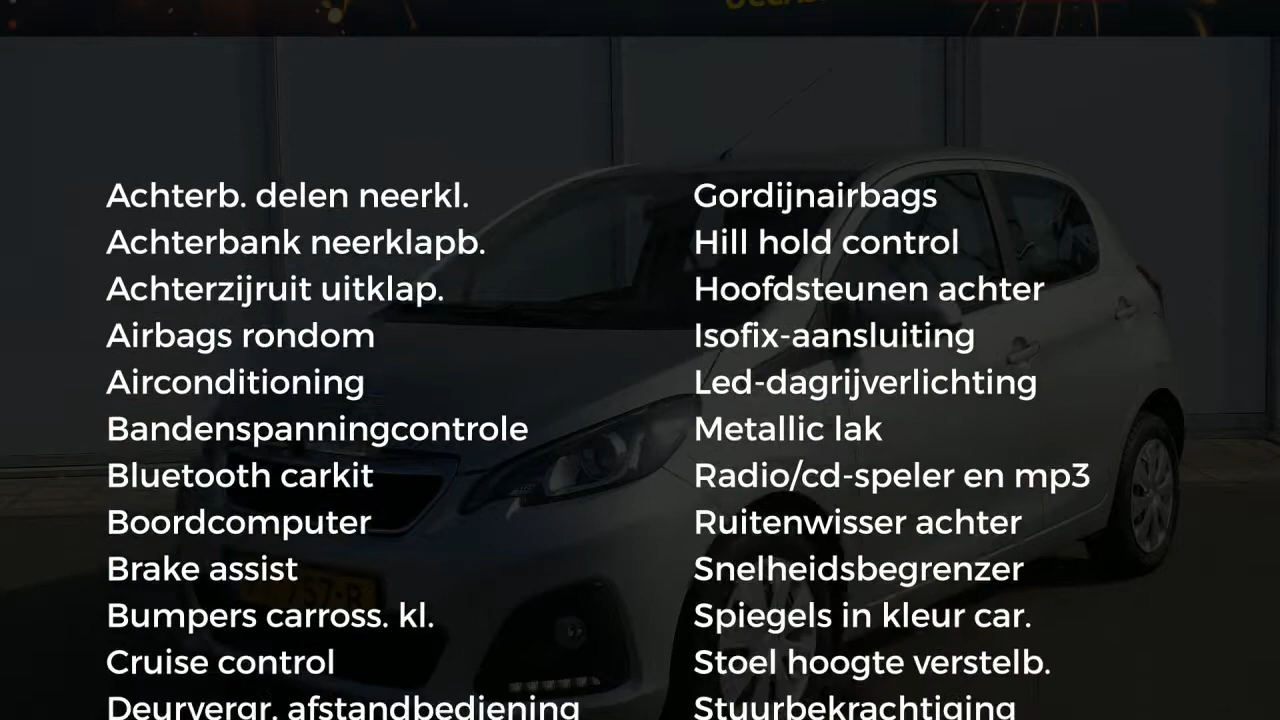 Achterb. delen neerkl.
Achterbank neerklapb.
Achterzijruit uitklap.
Airbags rondom
Airconditioning
Bandenspanningcontrole
Bluetooth carkit
Boordcomputer
Brake assist
Bumpers carross. kl.
Cruise control
Deurvergr. afstandbediening
Gordijnairbags
Hill hold control
Hoofdsteunen achter
Isofix-aansluiting
Led-dagrijverlichting
Metallic lak
Radio/cd-speler en mp3
Ruitenwisser achter
Snelheidsbegrenzer
Spiegels in kleur car.
Stoel hoogte verstelb.
Stuurbekrachtiging